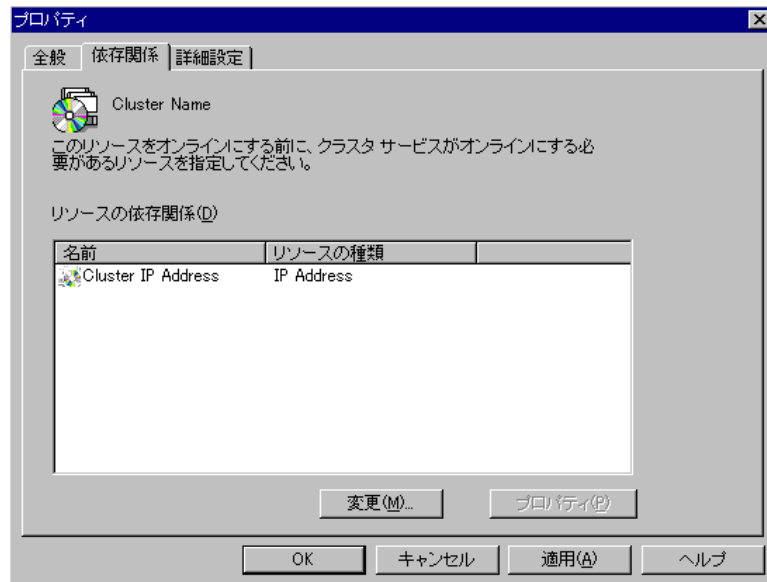 プロパティ
全般 依存関係 詳細設定
Cluster Name
このリソースをオンラインにする前に、クラスタ サービスがオンラインにする必
要があるリソースを指定してください。
リソースの依存関係(D)
名前 リソースの種類
Cluster IP Address IP Address
変更(M)... プロパティ(P)
OK キャンセル 適用(A) ヘルプ